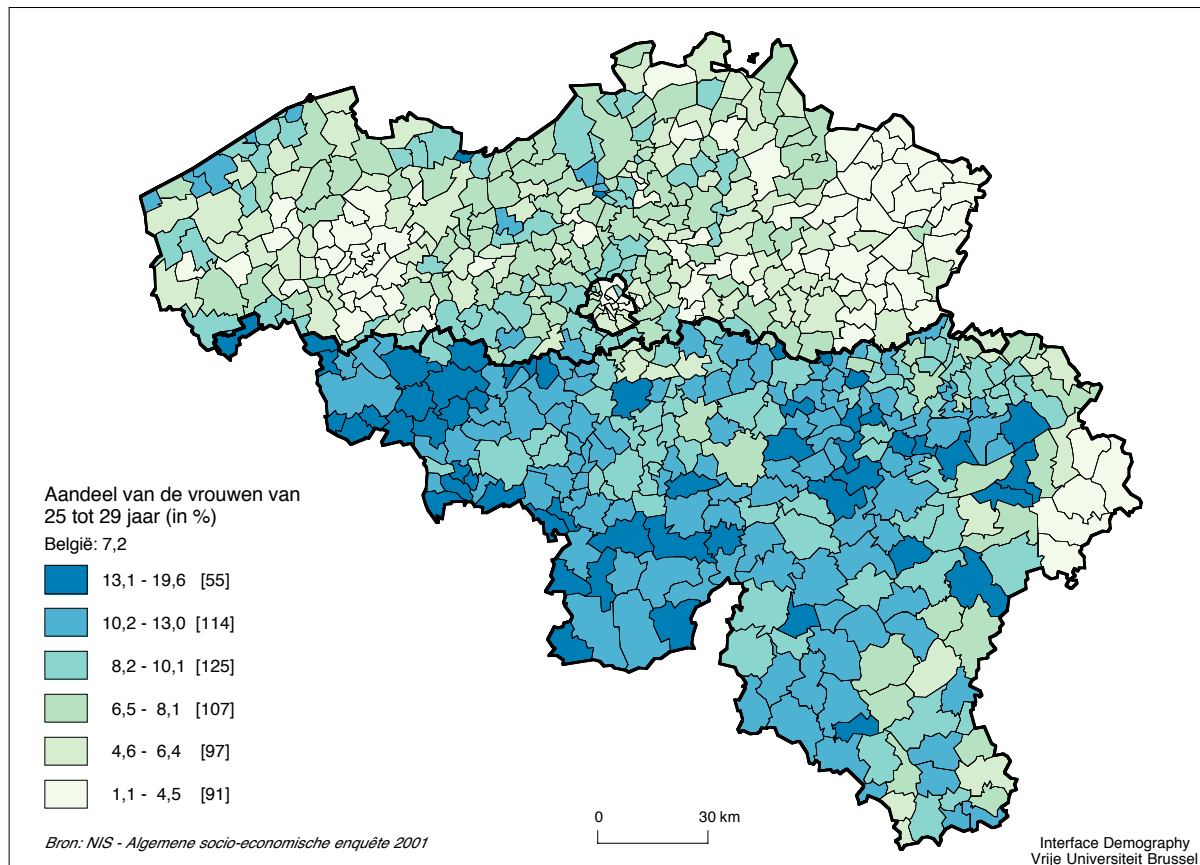 Aandeel van de vrouwen van
25 tot 29 jaar (in %)
België: 7,2
13,1 - 19,6 [55]
10,2 - 13,0 [114]
8,2 - 10,1 [125]
6,5 - 8,1 [107]
4,6 - 6,4 [97]
1,1 - 4,5 [91]
0 30 km
Bron: NIS - Algemene socio-economische enquête 2001
Interface Demography
Vrije Universiteit Brussel